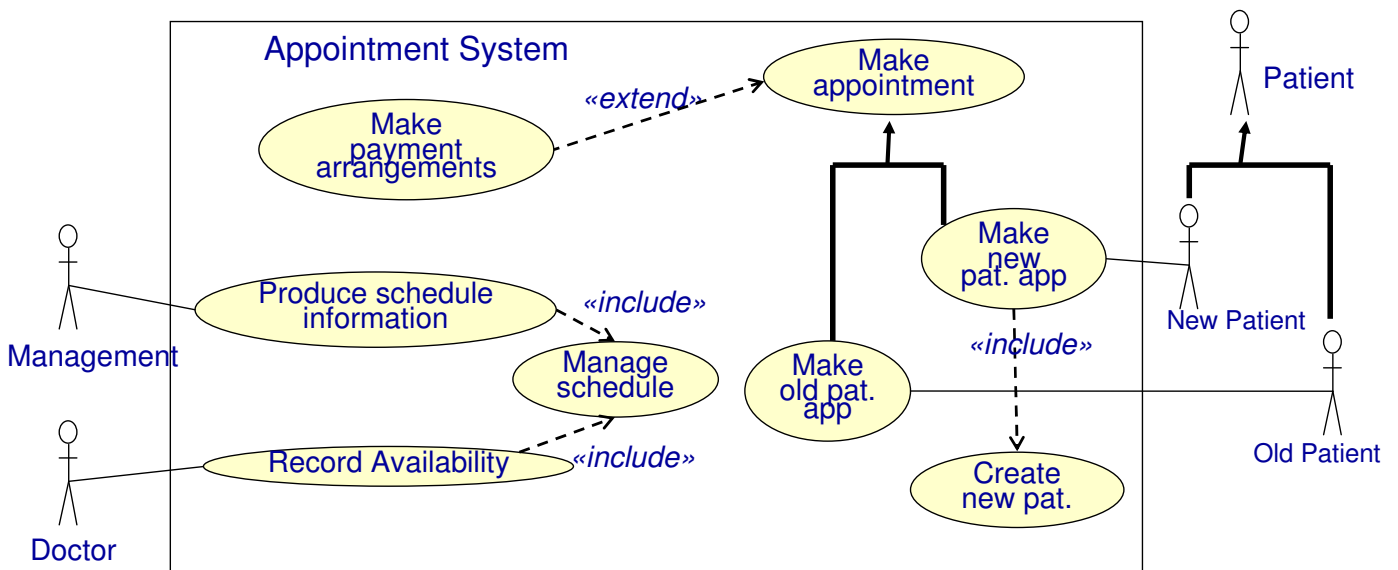 Appointment System
Make
appointment
Patient
«extend»
Make
payment
arrangements
Make
new
pat. app
New Patient
Produce schedule
information
«include»
«include»
Management
Manage
schedule
Make
old pat.
app
Record Availability
«include»
Old Patient
Create
new pat.
Doctor